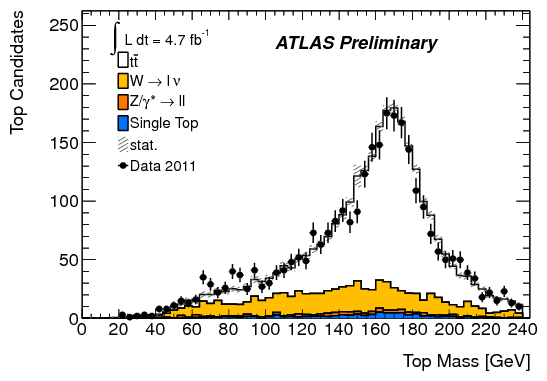 Top Candidates
250
200
150
100
50
0
∫ L dt = 4.7 fb⁻¹
ATLAS Preliminary
tt̄
W → l ν
Z/γ* → ll
Single Top
stat.
Data 2011
0 20 40 60 80 100 120 140 160 180 200 220 240
Top Mass [GeV]